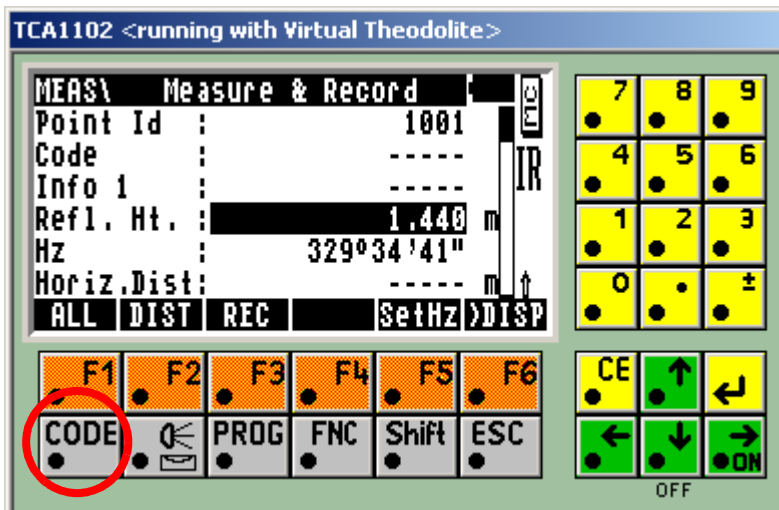 TCA1102 <running with Virtual Theodolite>
MEAS\ Measure & Record MC
Point Id : 1001
Code : -----
Info 1 : ----- IR
Refl. Ht. : 1.440 m
Hz : 329°34'41"
Horiz.Dist: ----- m
ALL DIST REC SetHz >DISP
7 8 9
4 5 6
1 2 3
0 . ±
F1 F2 F3 F4 F5 F6
CE
CODE PROG FNC Shift ESC
ON
OFF